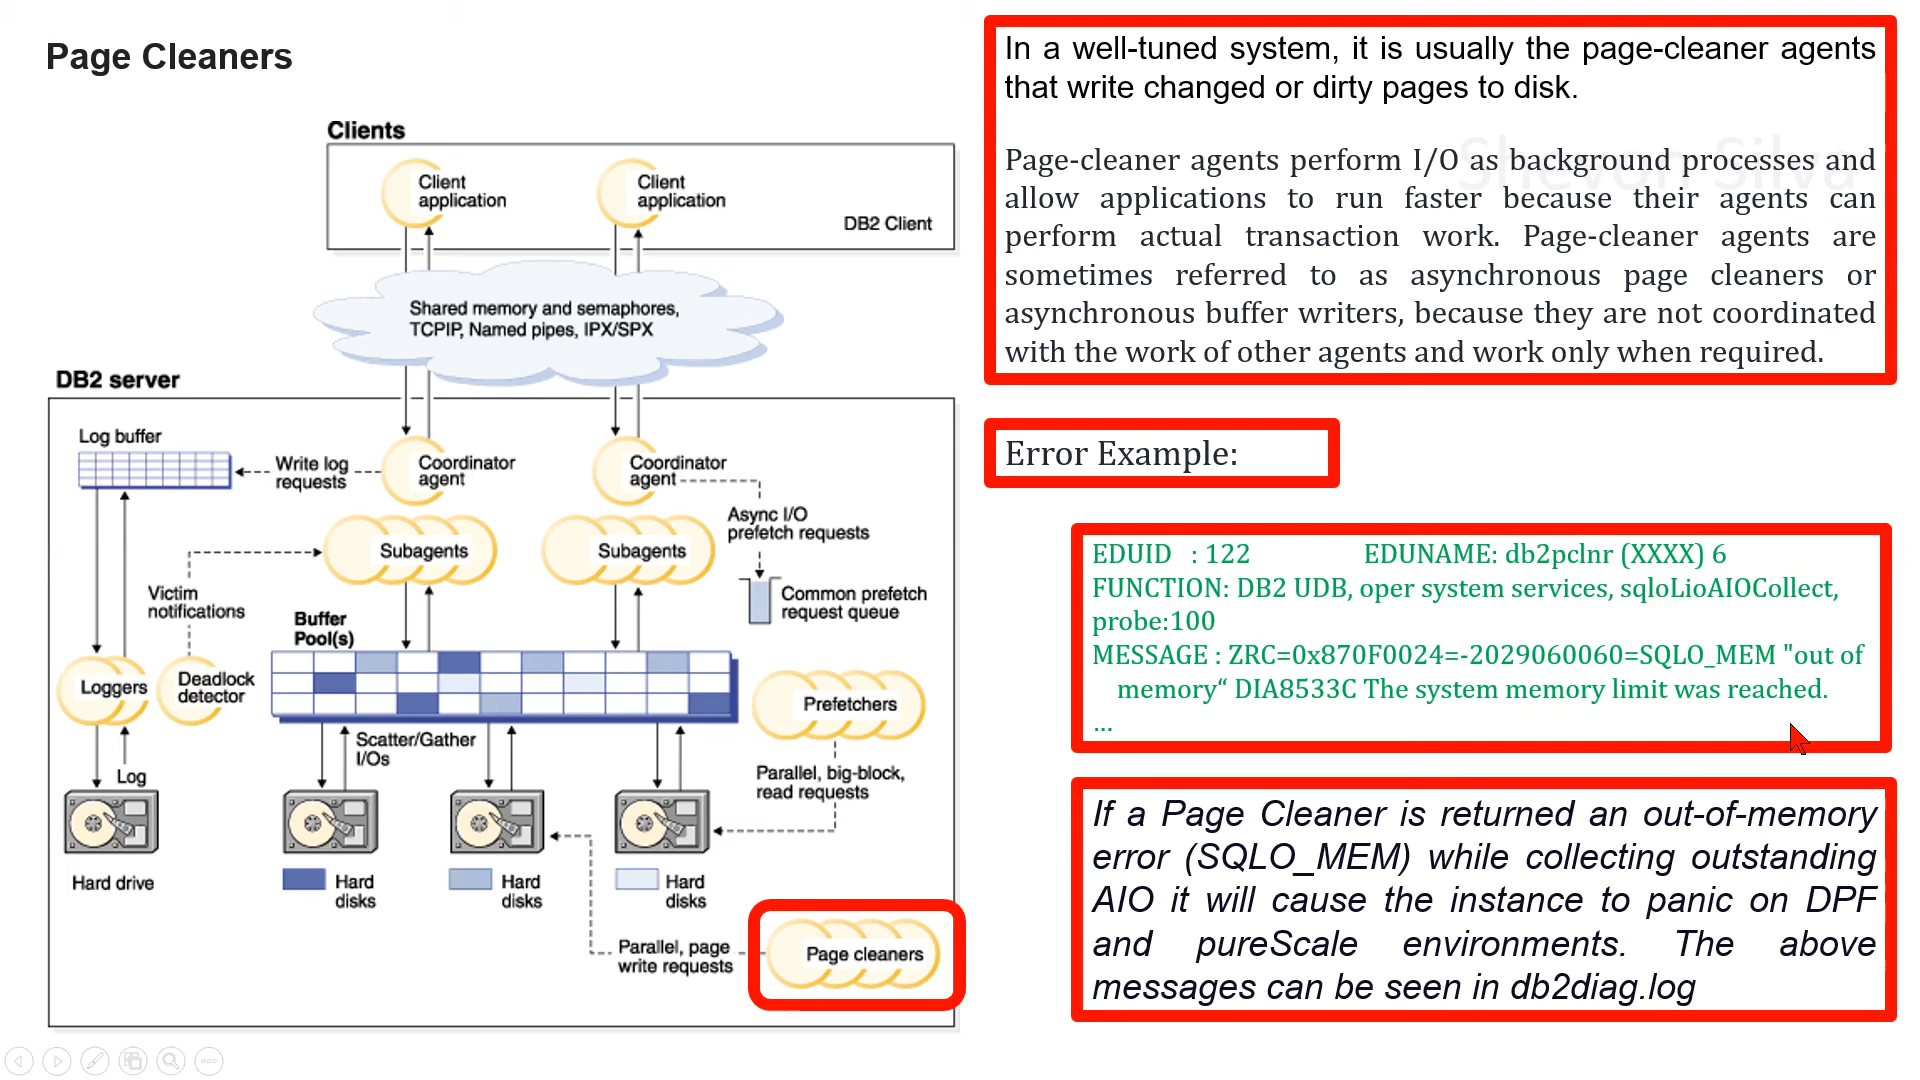 Page Cleaners
Clients
Client
application
Client
application
DB2 Client
Shared memory and semaphores,
TCPIP, Named pipes, IPX/SPX
DB2 server
Log buffer
Write log
requests
Coordinator
agent
Coordinator
agent
Async I/O
prefetch requests
Subagents
Subagents
Victim
notifications
Common prefetch
request queue
Buffer
Pool(s)
Loggers
Deadlock
detector
Prefetchers
Scatter/Gather
I/Os
Log
Parallel, big-block,
read requests
Hard drive
Hard
disks
Hard
disks
Hard
disks
Parallel, page
write requests
Page cleaners
In a well-tuned system, it is usually the page-cleaner agents
that write changed or dirty pages to disk.
Shevon Silva
Page-cleaner agents perform I/O as background processes and
allow applications to run faster because their agents can
perform actual transaction work. Page-cleaner agents are
sometimes referred to as asynchronous page cleaners or
asynchronous buffer writers, because they are not coordinated
with the work of other agents and work only when required.
Error Example:
EDUID : 122 EDUNAME: db2pclnr (XXXX) 6
FUNCTION: DB2 UDB, oper system services, sqloLioAIOCollect,
probe:100
MESSAGE : ZRC=0x870F0024=-2029060060=SQLO_MEM "out of
memory“ DIA8533C The system memory limit was reached.
...
If a Page Cleaner is returned an out-of-memory
error (SQLO_MEM) while collecting outstanding
AIO it will cause the instance to panic on DPF
and pureScale environments. The above
messages can be seen in db2diag.log